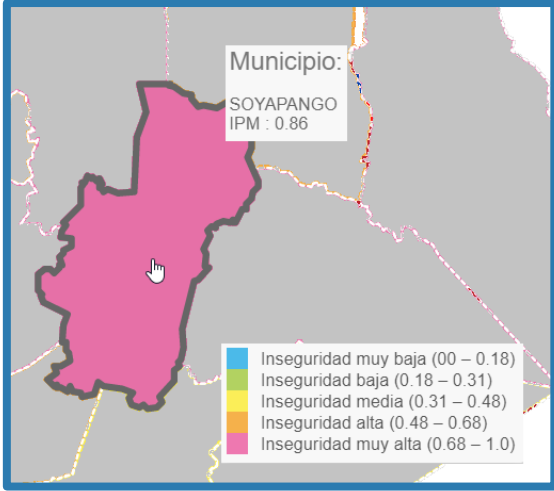 Municipio:
SOYAPANGO
IPM : 0.86
Inseguridad muy baja (00 – 0.18)
Inseguridad baja (0.18 – 0.31)
Inseguridad media (0.31 – 0.48)
Inseguridad alta (0.48 – 0.68)
Inseguridad muy alta (0.68 – 1.0)